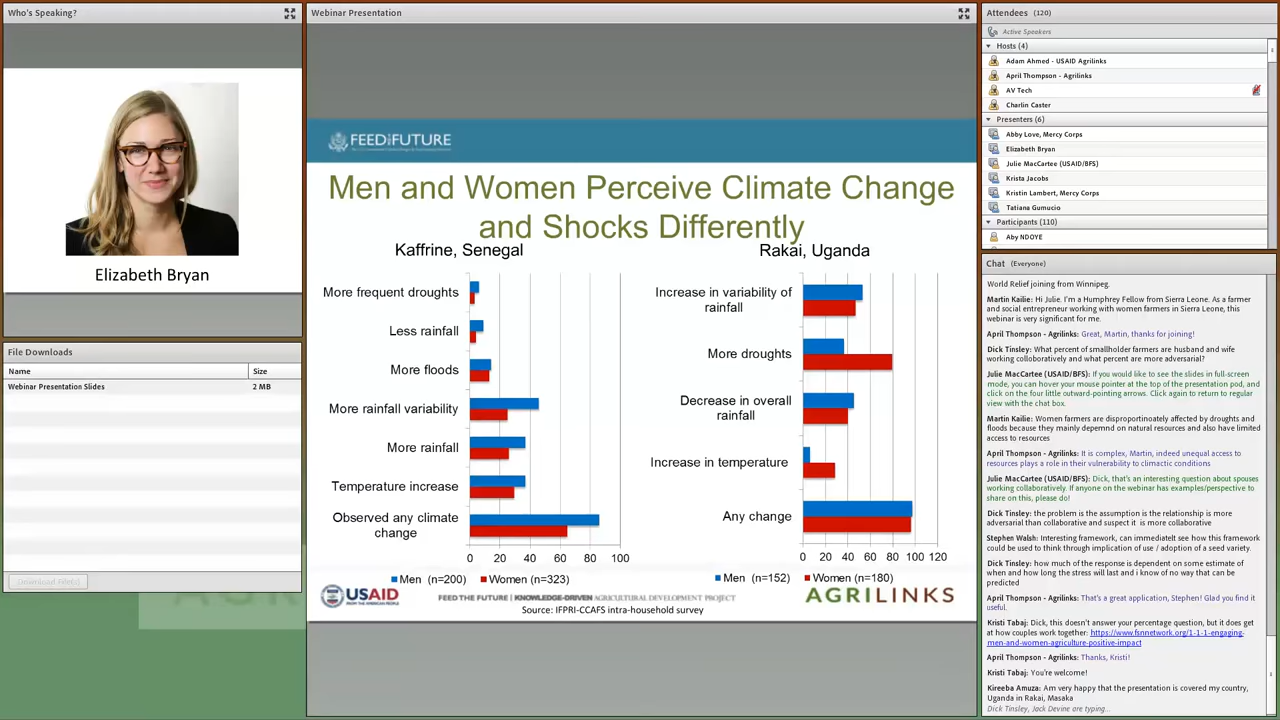 Who's Speaking?
Elizabeth Bryan
File Downloads
Name
Size
Webinar Presentation Slides
2 MB
Download File(s)
Webinar Presentation
FEED THE FUTURE
Men and Women Perceive Climate Change
and Shocks Differently
Kaffrine, Senegal
More frequent droughts
Less rainfall
More floods
More rainfall variability
More rainfall
Temperature increase
Observed any climate
change
0 20 40 60 80 100
Men (n=200) Women (n=323)
Rakai, Uganda
Increase in variability of
rainfall
More droughts
Decrease in overall
rainfall
Increase in temperature
Any change
0 20 40 60 80 100 120
Men (n=152) Women (n=180)
USAID
FROM THE AMERICAN PEOPLE
FEED THE FUTURE | KNOWLEDGE-DRIVEN AGRICULTURAL DEVELOPMENT PROJECT
AGRILINKS
Source: IFPRI-CCAFS intra-household survey
Attendees (120)
Active Speakers
Hosts (4)
Adam Ahmed - USAID Agrilinks
April Thompson - Agrilinks
AV Tech
Charlin Caster
Presenters (6)
Abby Love, Mercy Corps
Elizabeth Bryan
Julie MacCartee (USAID/BFS)
Krista Jacobs
Kristin Lambert, Mercy Corps
Tatiana Gumucio
Participants (110)
Aby NDOYE
Chat (Everyone)
World Relief joining from Winnipeg.
Martin Kailie: Hi Julie. I'm a Humphrey Fellow from Sierra Leone. As a farmer
and social entrepreneur working with women farmers in Sierra Leone, this
webinar is very significant for me.
April Thompson - Agrilinks: Great, Martin, thanks for joining!
Dick Tinsley: What percent of smallholder farmers are husband and wife
working colloboratively and what percent are more adversarial?
Julie MacCartee (USAID/BFS): If you would like to see the slides in full-screen
mode, you can hover your mouse pointer at the top of the presentation pod, and
click on the four little outward-pointing arrows. Click again to return to regular
view with the chat box.
Martin Kailie: Women farmers are disproportinoately affected by droughts and
floods because they mainly depemnd on natural resources and also have limited
access to resources
April Thompson - Agrilinks: It is complex, Martin, indeed unequal access to
resources plays a role in their vulnerability to climactic conditions
Julie MacCartee (USAID/BFS): Dick, that's an interesting question about spouses
working collaboratively. If anyone on the webinar has examples/perspective to
share on this, please do!
Dick Tinsley: the problem is the assumption is the relationship is more
adversarial than collaborative and suspect it is more collaborative
Stephen Walsh: Interesting framework, can immediatelt see how this framework
could be used to think through implication of use / adoption of a seed variety.
Dick Tinsley: how much of the response is dependent on some estimate of
when and how long the stress will last and i know of no way that can be
predicted
April Thompson - Agrilinks: That's a great application, Stephen! Glad you find it
useful.
Kristi Tabaj: Dick, this doesn't answer your percentage question, but it does get
at how couples work together: https://www.fsnnetwork.org/1-1-1-engaging-
men-and-women-agriculture-positive-impact
April Thompson - Agrilinks: Thanks, Kristi!
Kristi Tabaj: You're welcome!
Kireeba Amuza: Am very happy that the presentation is covered my country,
Uganda in Rakai, Masaka
Dick Tinsley, Jack Devine are typing...